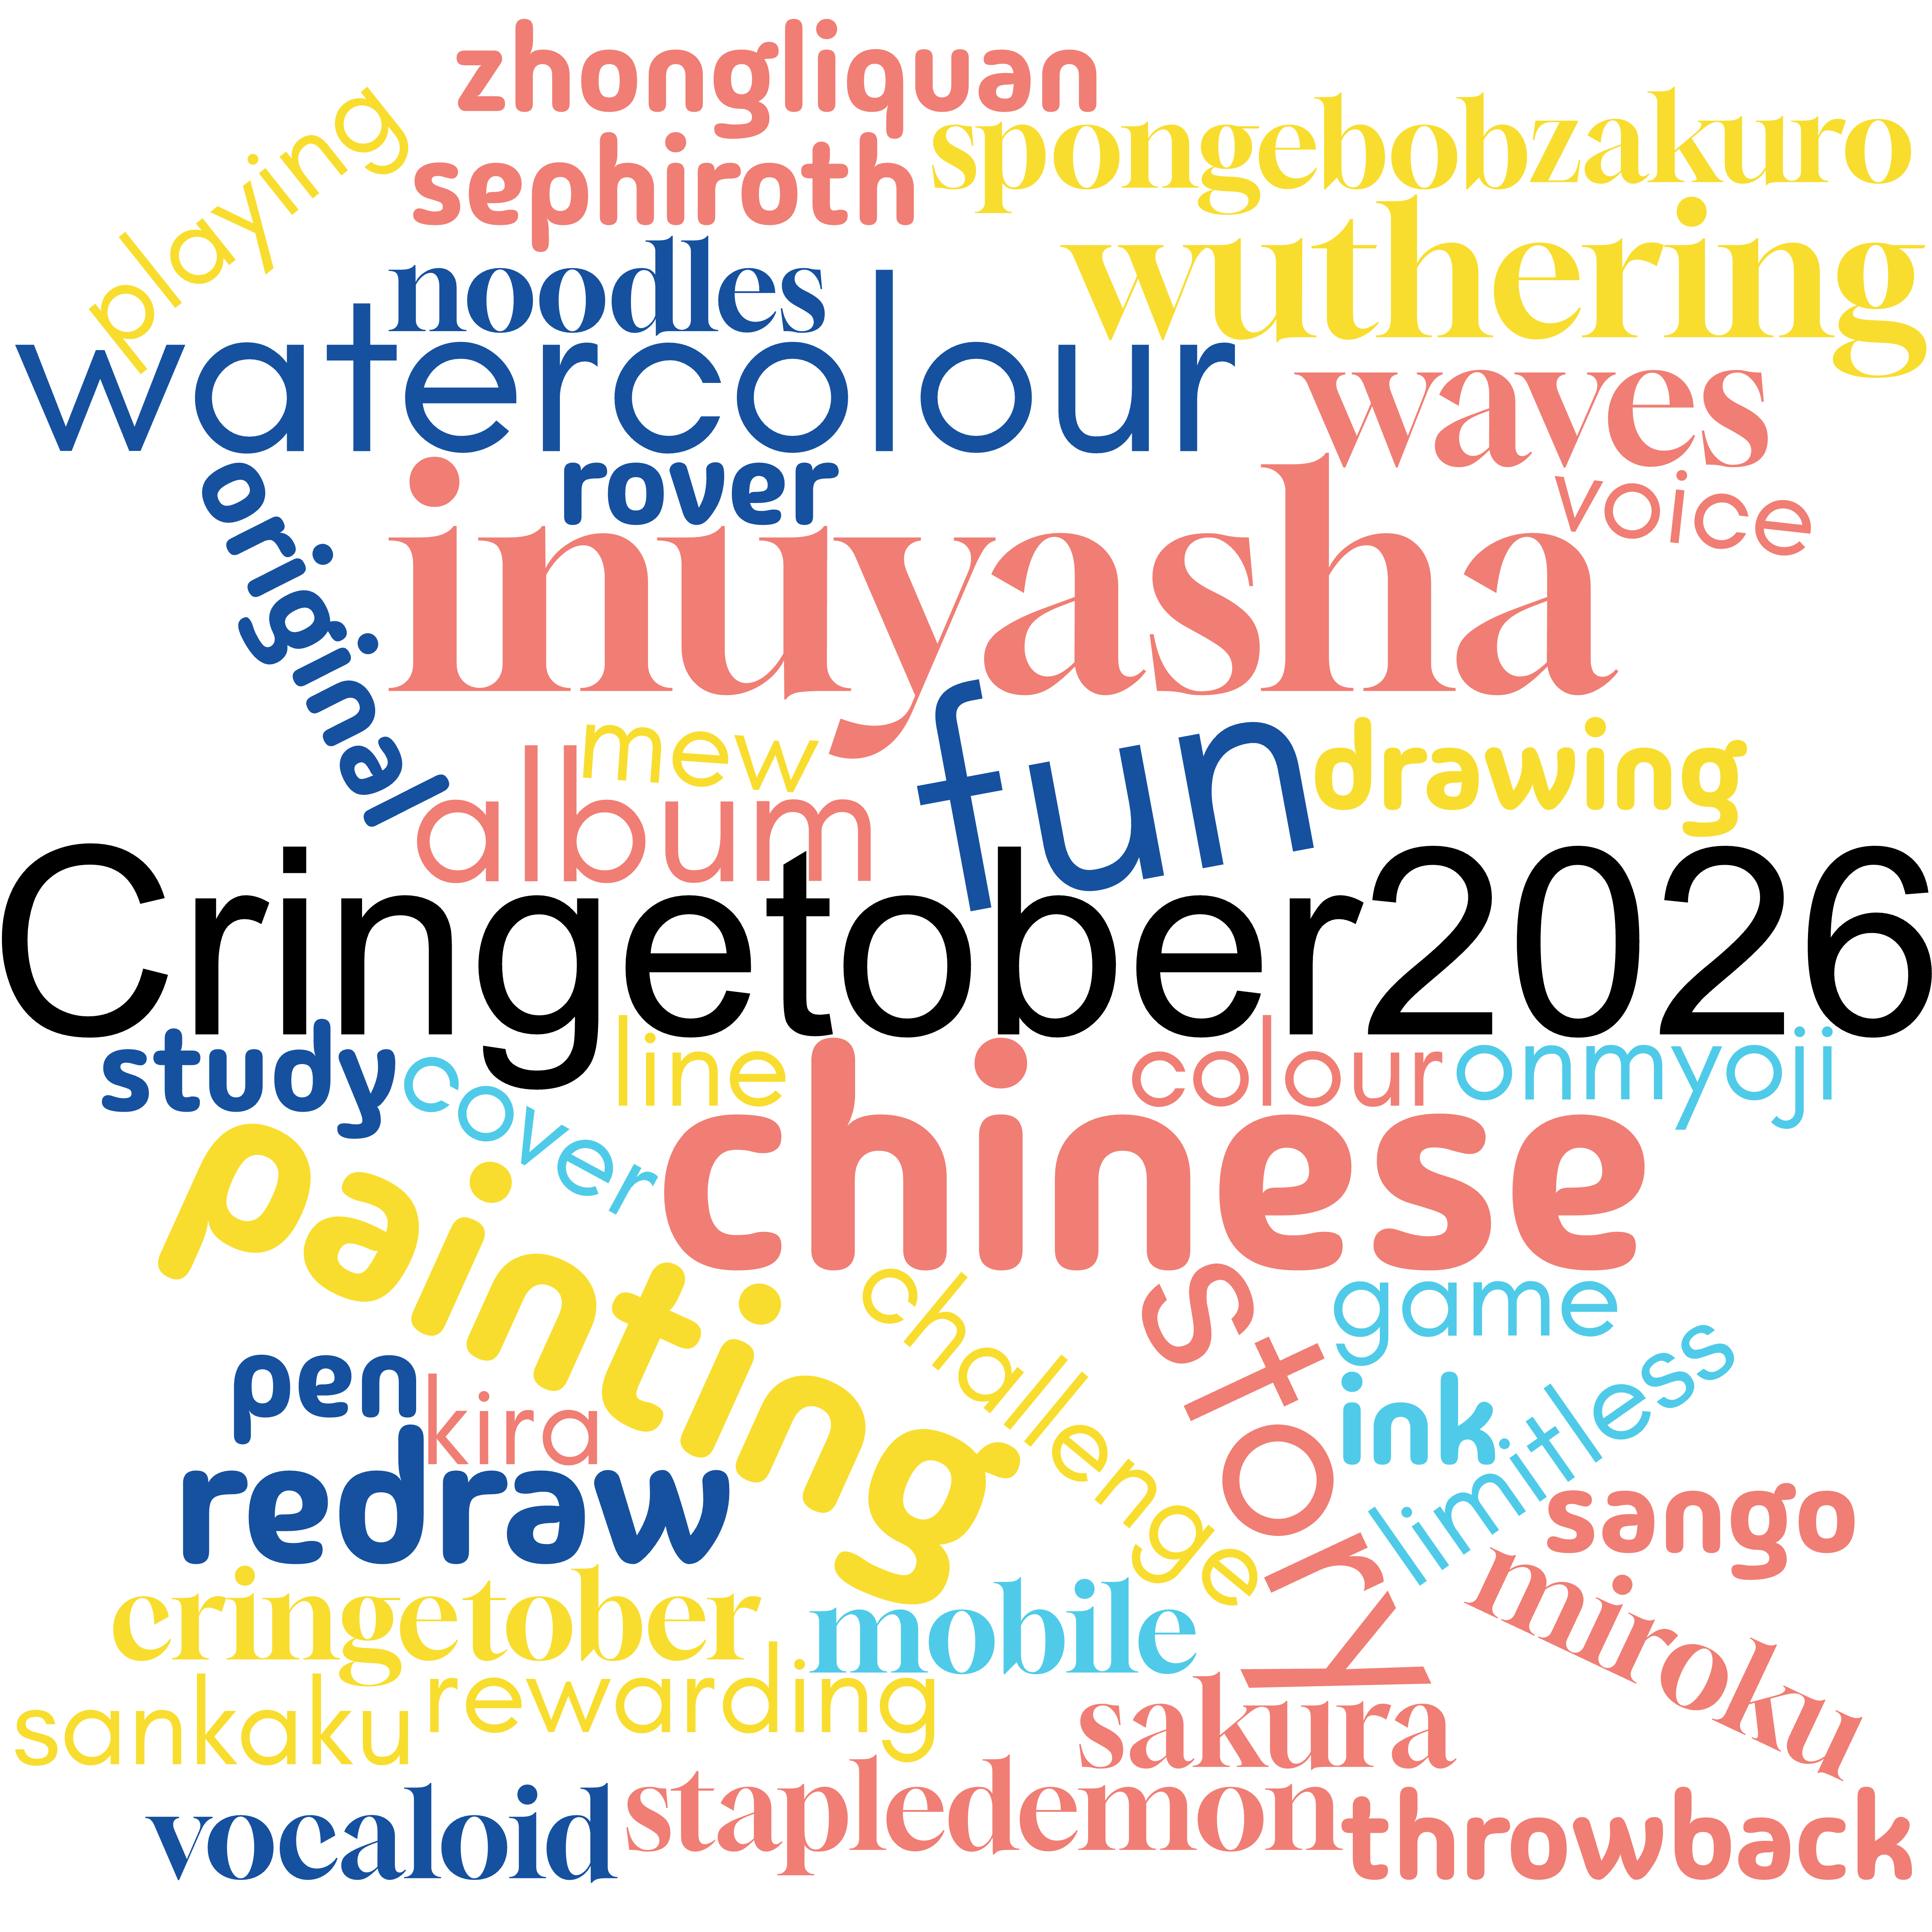 zhongliquan
playing
sephiroth
spongebobzakuro
wuthering
noodles
watercolour
waves
rover
voice
original
inuyasha
mew
fun
drawing
album
Cringetober2026
study
cover
line
colour
onmyoji
chinese
painting
challenge
story
game
pen
kira
ink
limitless
redraw
sango
miroku
cringetober
mobile
sankaku
rewarding
sakura
vocaloid
stapledemon
throwback